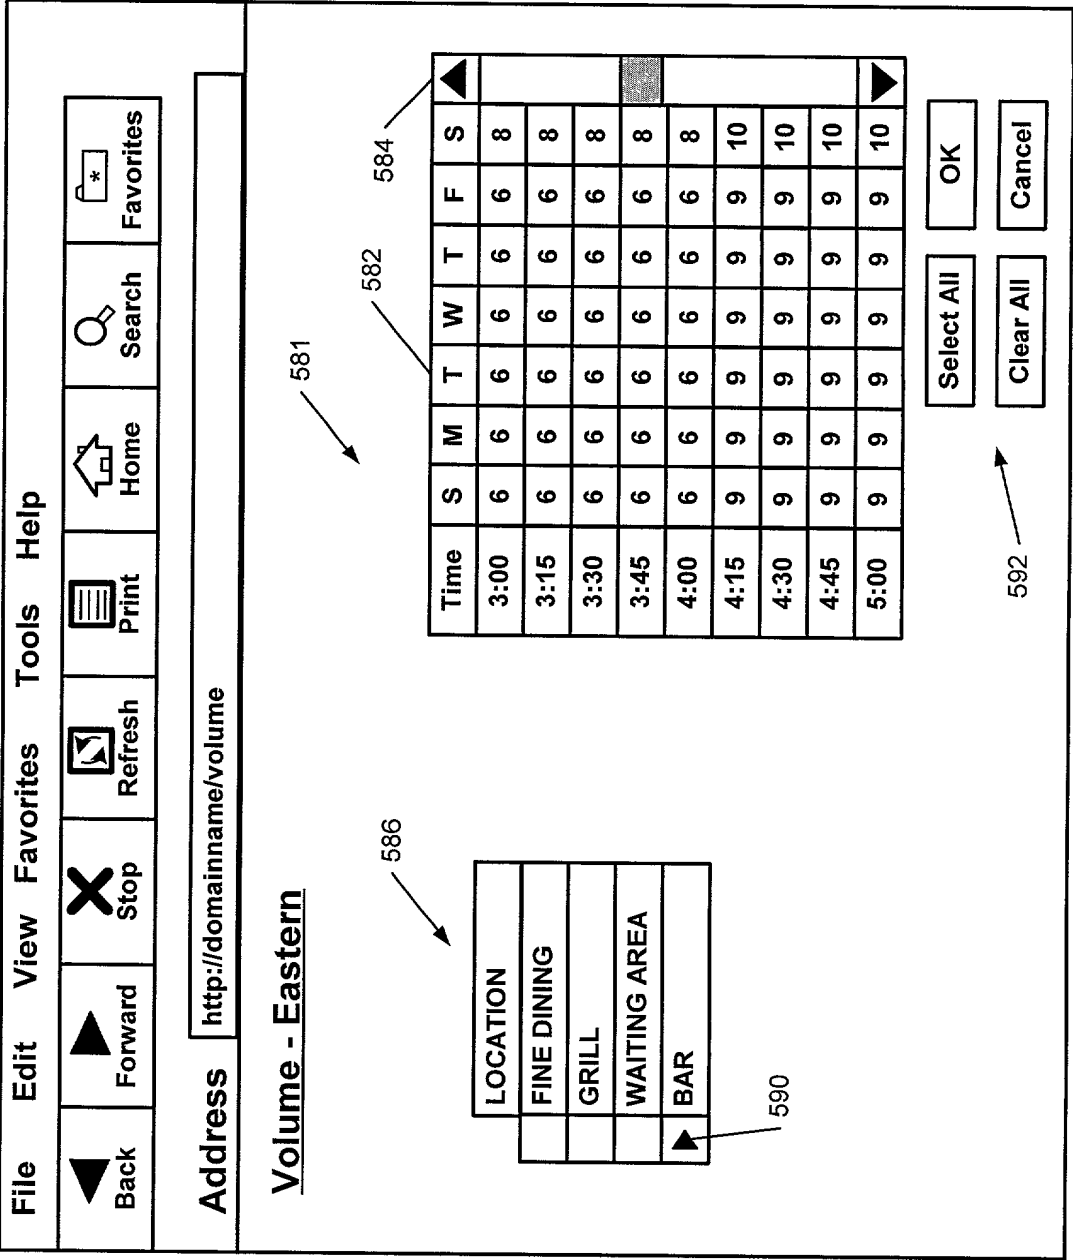 File Edit View Favorites Tools Help
Back Forward Stop Refresh Print Home Search Favorites
*
Address http://domainname/volume
Volume - Eastern
581
582
584
586
LOCATION
FINE DINING
GRILL
WAITING AREA
BAR
590
Time S M T W T F S
3:00 6 6 6 6 6 6 8
3:15 6 6 6 6 6 6 8
3:30 6 6 6 6 6 6 8
3:45 6 6 6 6 6 6 8
4:00 6 6 6 6 6 6 8
4:15 9 9 9 9 9 9 10
4:30 9 9 9 9 9 9 10
4:45 9 9 9 9 9 9 10
5:00 9 9 9 9 9 9 10
Select All OK
Clear All Cancel
592